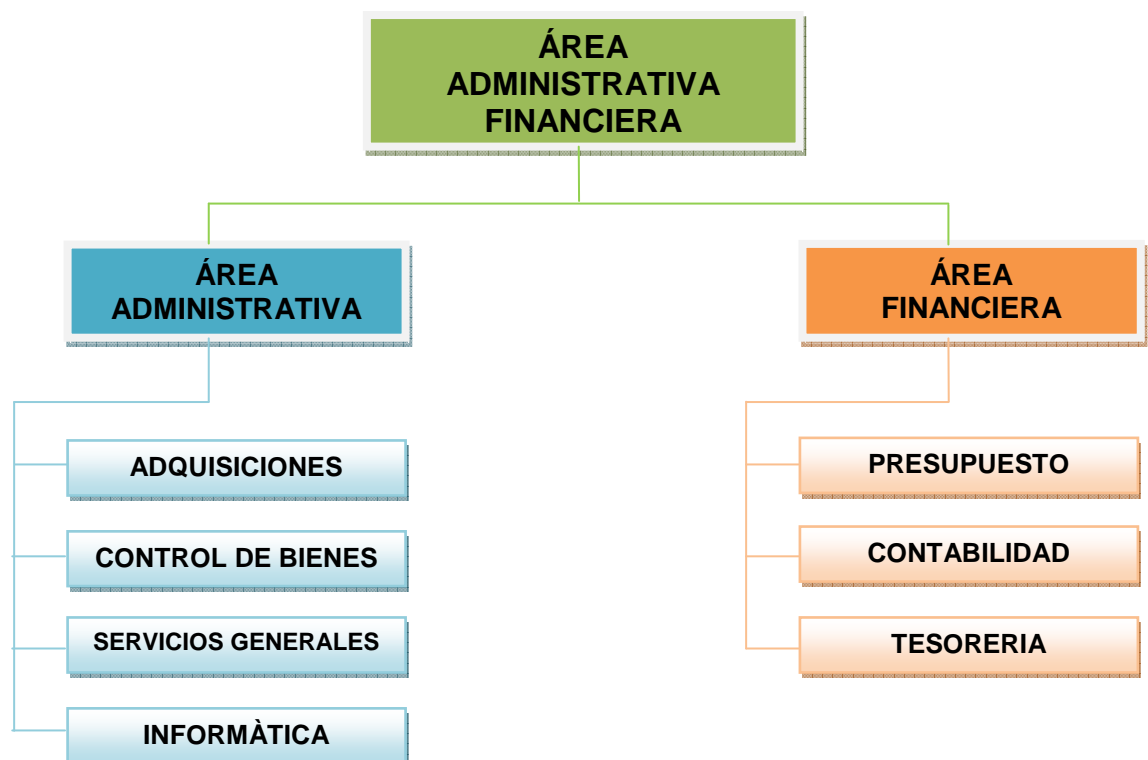 ÁREA
ADMINISTRATIVA
FINANCIERA
ÁREA
ADMINISTRATIVA
ÁREA
FINANCIERA
ADQUISICIONES
CONTROL DE BIENES
SERVICIOS GENERALES
INFORMÀTICA
PRESUPUESTO
CONTABILIDAD
TESORERIA